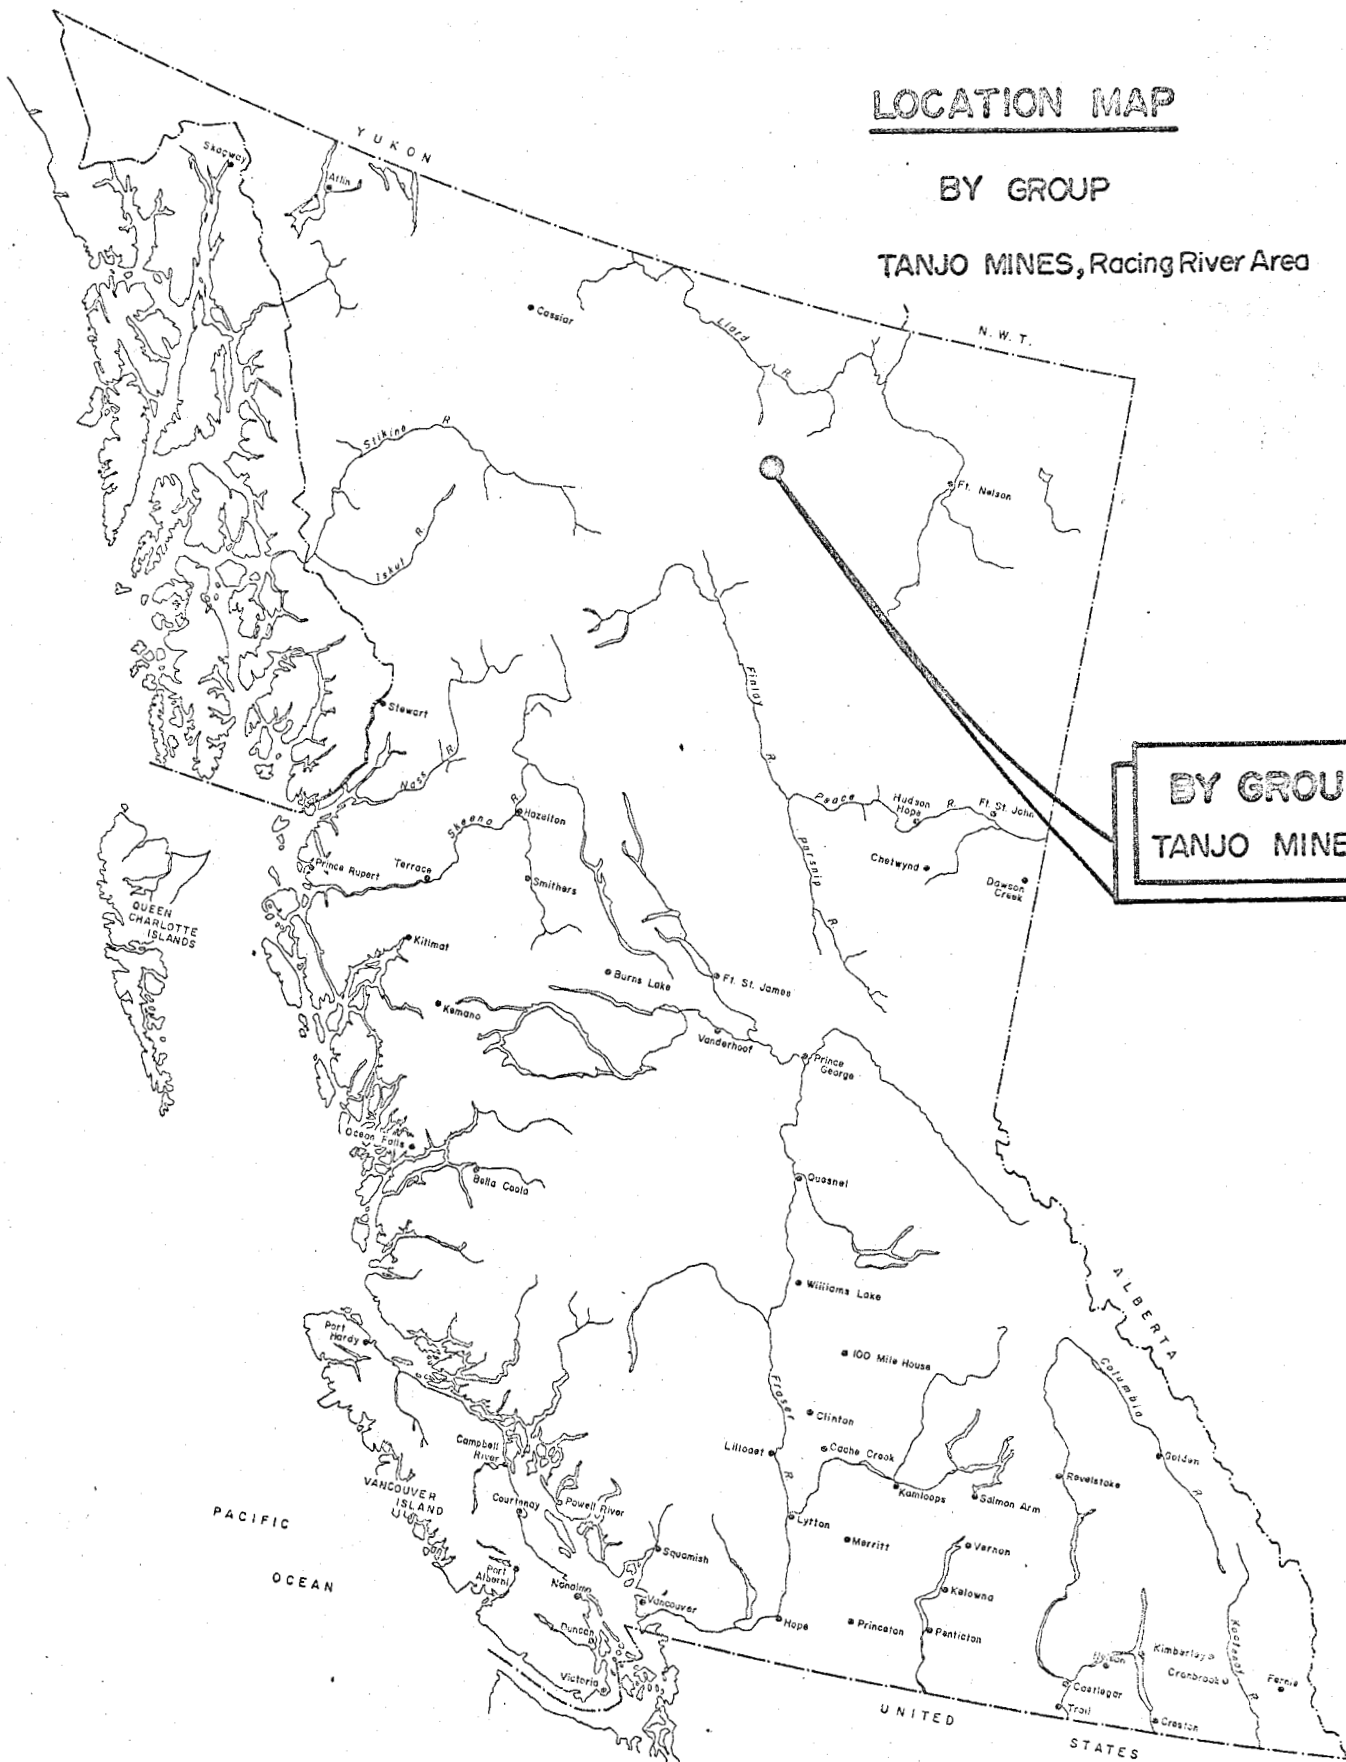 LOCATION MAP
BY GROUP
TANJO MINES, Racing River Area
YUKON
Skagway
Atlin
Cassiar
Liard
R.
N. W. T.
Stikine R
Ft. Nelson
Iskut R.
Finlay
R.
Stewart
Nass R
BY GROU
TANJO MINE
Peace R.
Hudson
Hope
Ft. St. John
Skeena R
Hazelton
Parsnip
R.
Chetwynd
Dawson
Creek
Prince Rupert
Terrace
Smithers
QUEEN
CHARLOTTE
ISLANDS
Kitimat
Burns Lake
Ft. St. James
Kemano
Vanderhoof
Prince
George
Ocean Falls
Bella Coola
Quesnel
ALBERTA
Williams Lake
Port
Hardy
100 Mile House
Columbia
R.
Fraser
R.
Clinton
Campbell
River
Lillooet
Cache Creek
Golden
Revelstoke
VANCOUVER
ISLAND
Courtenay
Powell River
Kamloops
Salmon Arm
PACIFIC
OCEAN
Lytton
Merritt
Vernon
Squamish
Port
Alberni
Nanaimo
Kelowna
Vancouver
Hope
Princeton
Penticton
Duncan
Kootenay
R.
Nelson
Kimberley
Cranbrook
Fernie
Victoria
Castlegar
Trail
Creston
UNITED
STATES